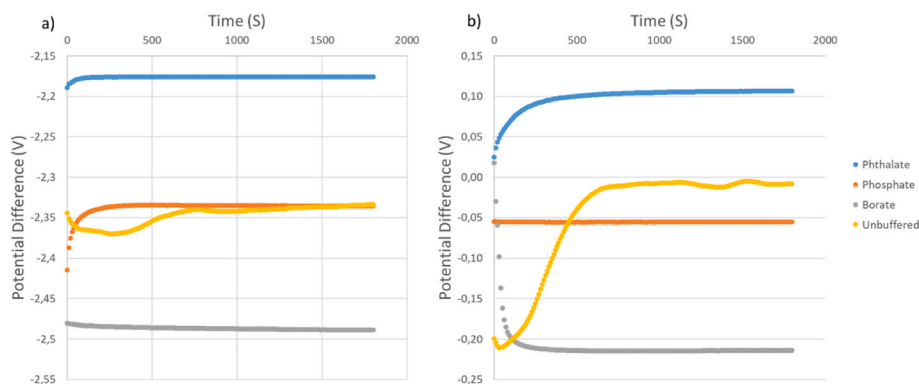 a) Time (S)
0 500 1000 1500 2000
-2,15
-2,2
-2,25
-2,3
-2,35
-2,4
-2,45
-2,5
-2,55
Potential Difference (V)
b) Time (S)
0 500 1000 1500 2000
0,15
0,10
0,05
0,00
-0,05
-0,10
-0,15
-0,20
-0,25
Potential Difference (V)
Phthalate
Phosphate
Borate
Unbuffered